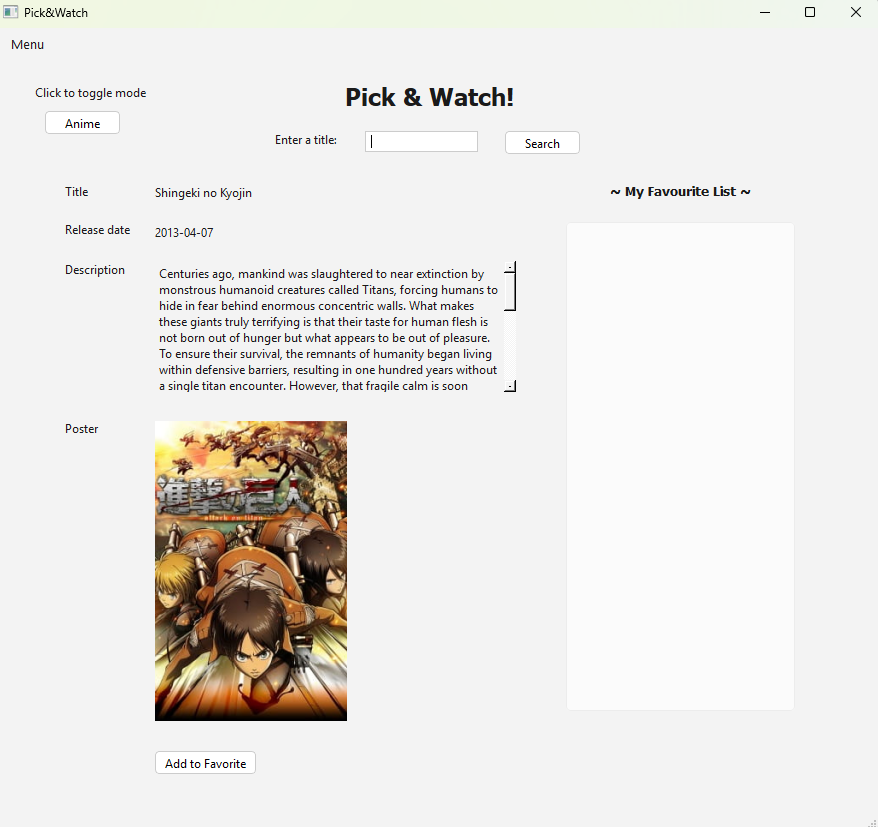 Pick&Watch
Menu
Click to toggle mode
Pick & Watch!
Anime
Enter a title:
Search
Title
Shingeki no Kyojin
~ My Favourite List ~
Release date
2013-04-07
Description
Centuries ago, mankind was slaughtered to near extinction by
monstrous humanoid creatures called Titans, forcing humans to
hide in fear behind enormous concentric walls. What makes
these giants truly terrifying is that their taste for human flesh is
not born out of hunger but what appears to be out of pleasure.
To ensure their survival, the remnants of humanity began living
within defensive barriers, resulting in one hundred years without
a single titan encounter. However, that fragile calm is soon
Poster
進撃の巨人
attack on titan
Add to Favorite